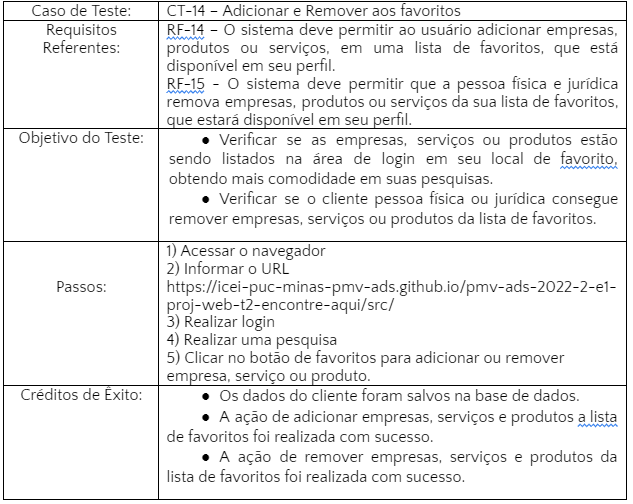 Caso de Teste: CT-14 – Adicionar e Remover aos favoritos
Requisitos Referentes:
RF-14 – O sistema deve permitir ao usuário adicionar empresas,
produtos ou serviços, em uma lista de favoritos, que está
disponível em seu perfil.
RF-15 - O sistema deve permitir que a pessoa física e jurídica
remova empresas, produtos ou serviços da sua lista de favoritos,
que estará disponível em seu perfil.
Objetivo do Teste:
● Verificar se as empresas, serviços ou produtos estão
sendo listados na área de login em seu local de favorito,
obtendo mais comodidade em suas pesquisas.
● Verificar se o cliente pessoa física ou jurídica consegue
remover empresas, serviços ou produtos da lista de favoritos.
Passos:
1) Acessar o navegador
2) Informar o URL
https://icei-puc-minas-pmv-ads.github.io/pmv-ads-2022-2-e1-
proj-web-t2-encontre-aqui/src/
3) Realizar login
4) Realizar uma pesquisa
5) Clicar no botão de favoritos para adicionar ou remover
empresa, serviço ou produto.
Créditos de Êxito:
● Os dados do cliente foram salvos na base de dados.
● A ação de adicionar empresas, serviços e produtos a lista
de favoritos foi realizada com sucesso.
● A ação de remover empresas, serviços e produtos da
lista de favoritos foi realizada com sucesso.